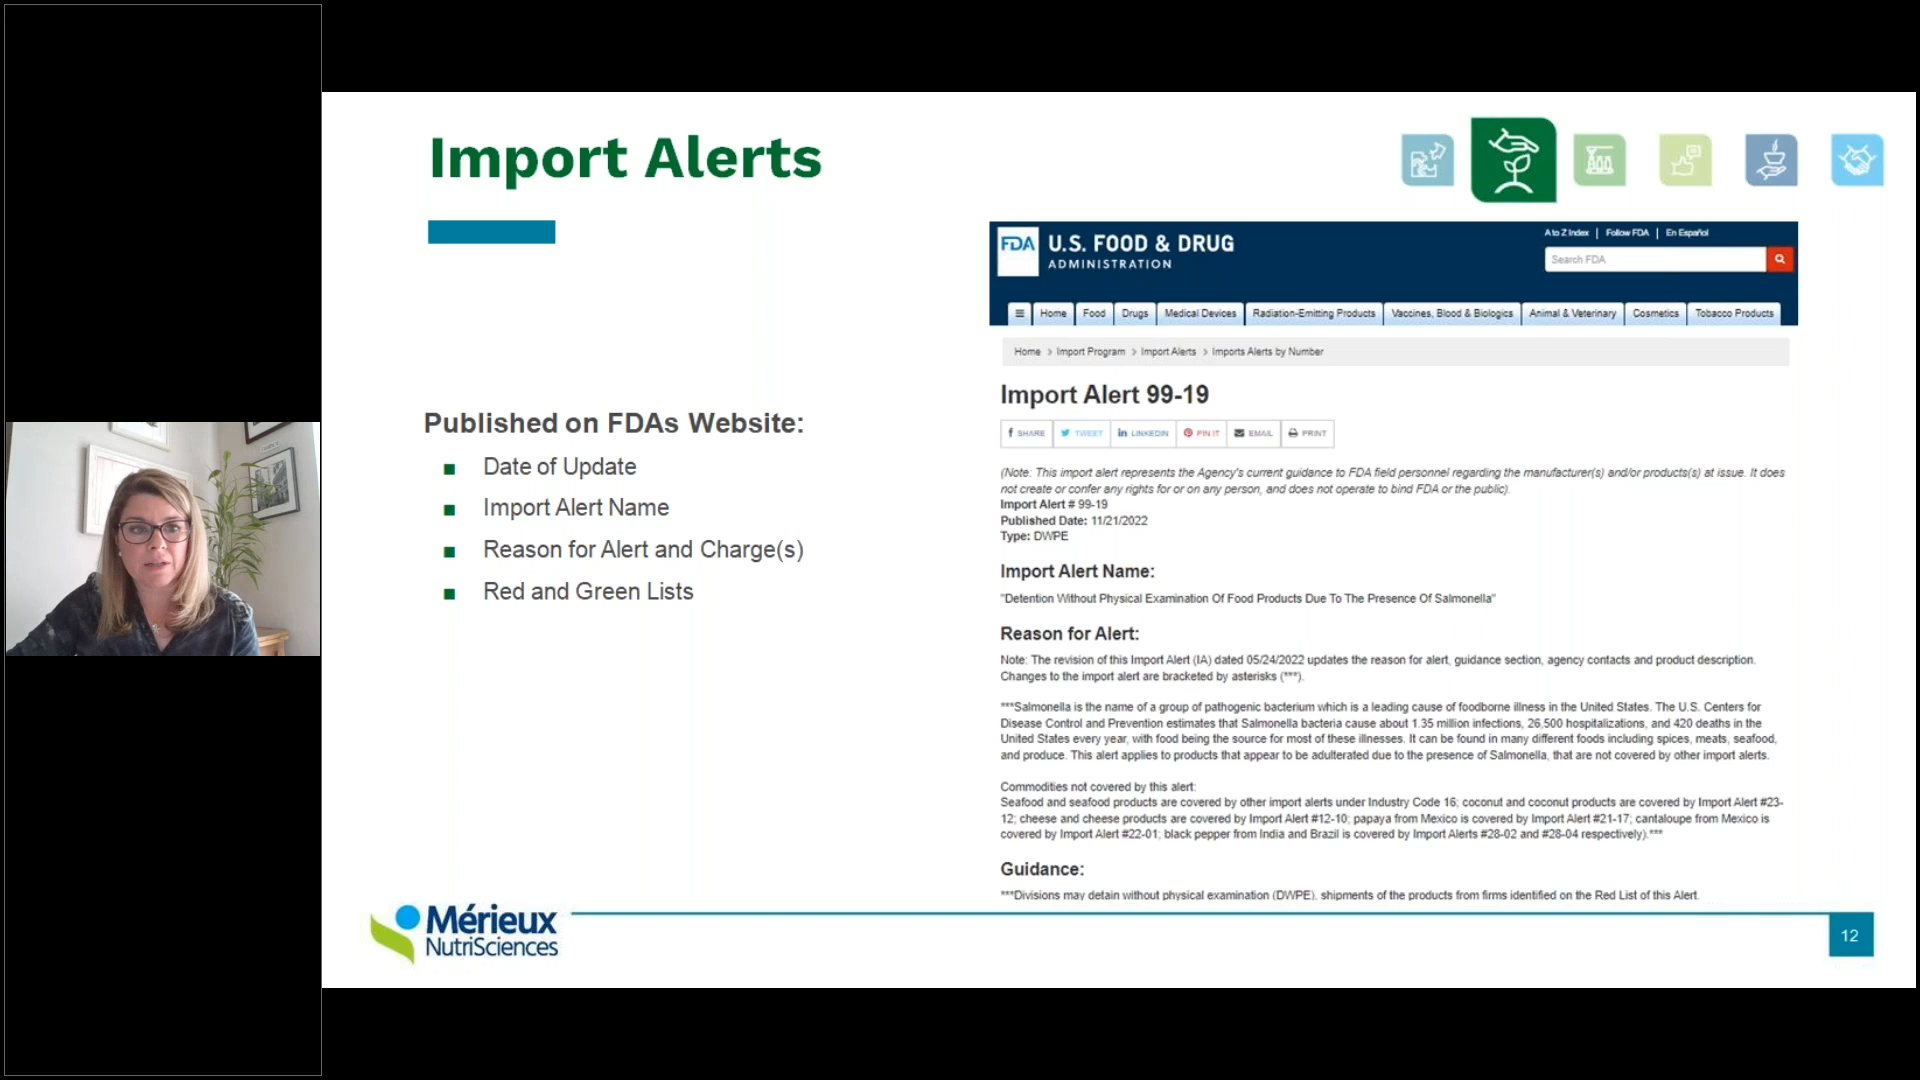 Import Alerts
Published on FDAs Website:
Date of Update
Import Alert Name
Reason for Alert and Charge(s)
Red and Green Lists
FDA U.S. FOOD & DRUG
ADMINISTRATION
A to Z Index | Follow FDA | En Español
Search FDA
Home Food Drugs Medical Devices Radiation-Emitting Products Vaccines, Blood & Biologics Animal & Veterinary Cosmetics Tobacco Products
Home > Import Program > Import Alerts > Imports Alerts by Number
Import Alert 99-19
SHARE TWEET LINKEDIN PIN IT EMAIL PRINT
(Note: This import alert represents the Agency's current guidance to FDA field personnel regarding the manufacturer(s) and/or products(s) at issue. It does
not create or confer any rights for or on any person, and does not operate to bind FDA or the public).
Import Alert # 99-19
Published Date: 11/21/2022
Type: DWPE
Import Alert Name:
"Detention Without Physical Examination Of Food Products Due To The Presence Of Salmonella"
Reason for Alert:
Note: The revision of this Import Alert (IA) dated 05/24/2022 updates the reason for alert, guidance section, agency contacts and product description.
Changes to the import alert are bracketed by asterisks (***).
***Salmonella is the name of a group of pathogenic bacterium which is a leading cause of foodborne illness in the United States. The U.S. Centers for
Disease Control and Prevention estimates that Salmonella bacteria cause about 1.35 million infections, 26,500 hospitalizations, and 420 deaths in the
United States every year, with food being the source for most of these illnesses. It can be found in many different foods including spices, meats, seafood,
and produce. This alert applies to products that appear to be adulterated due to the presence of Salmonella, that are not covered by other import alerts.
Commodities not covered by this alert:
Seafood and seafood products are covered by other import alerts under Industry Code 16; coconut and coconut products are covered by Import Alert #23-
12; cheese and cheese products are covered by Import Alert #12-10; papaya from Mexico is covered by Import Alert #21-17; cantaloupe from Mexico is
covered by Import Alert #22-01; black pepper from India and Brazil is covered by Import Alerts #28-02 and #28-04 respectively).***
Guidance:
***Divisions may detain without physical examination (DWPE), shipments of the products from firms identified on the Red List of this Alert.
Mérieux
NutriSciences
12